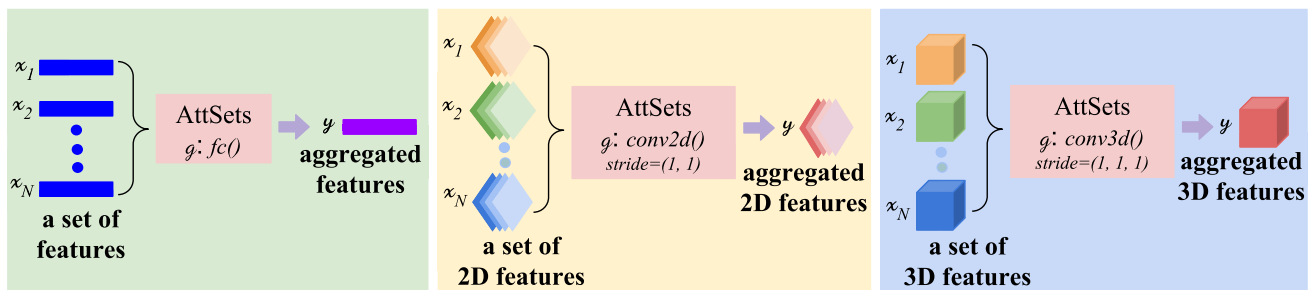 x1
x2
xN
a set of
features
AttSets
g: fc()
y
aggregated
features
x1
x2
xN
a set of
2D features
AttSets
g: conv2d()
stride=(1, 1)
y
aggregated
2D features
x1
x2
xN
a set of
3D features
AttSets
g: conv3d()
stride=(1, 1, 1)
y
aggregated
3D features